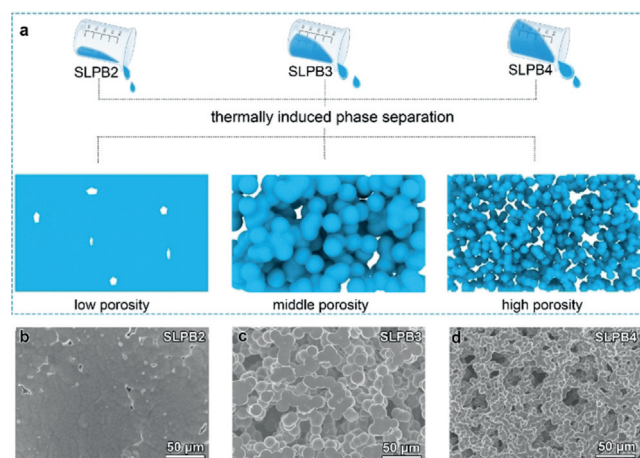 a
SLPB2
SLPB3
SLPB4
thermally induced phase separation
low porosity
middle porosity
high porosity
b
SLPB2
c
SLPB3
d
SLPB4
50 µm
50 µm
50 µm